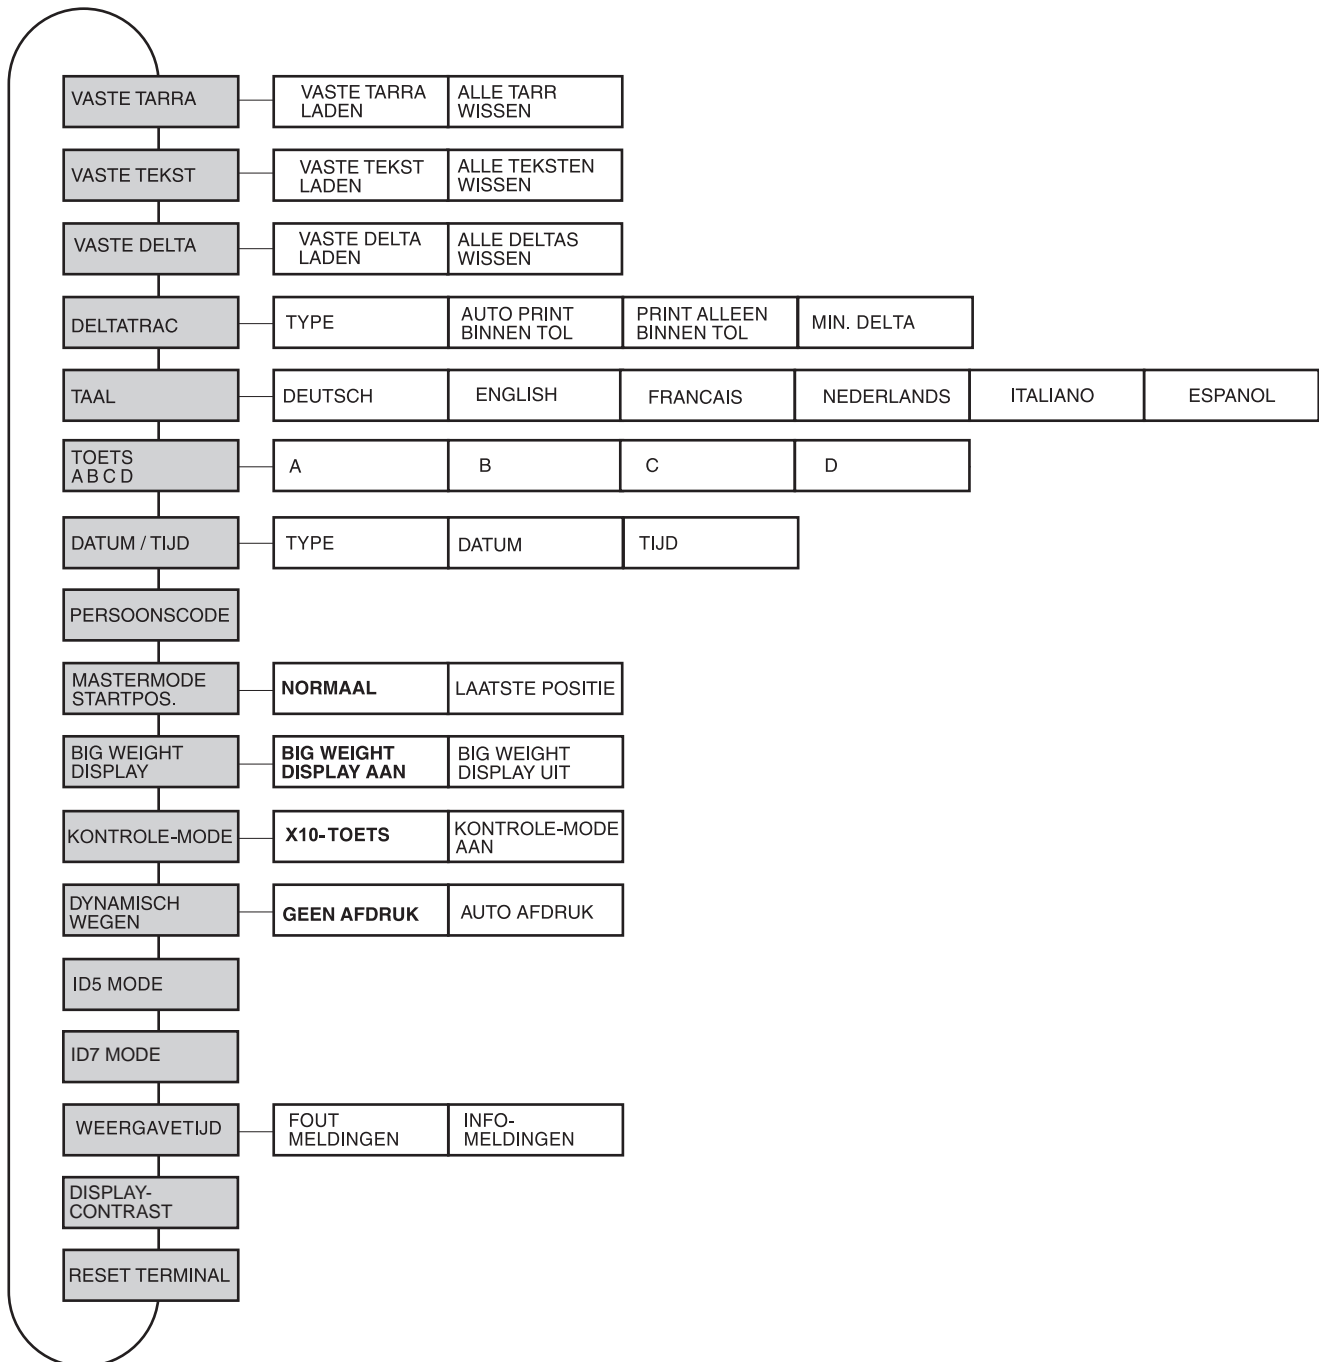 VASTE TARRA
VASTE TARRA
LADEN
ALLE TARR
WISSEN
VASTE TEKST
VASTE TEKST
LADEN
ALLE TEKSTEN
WISSEN
VASTE DELTA
VASTE DELTA
LADEN
ALLE DELTAS
WISSEN
DELTATRAC
TYPE
AUTO PRINT
BINNEN TOL
PRINT ALLEEN
BINNEN TOL
MIN. DELTA
TAAL
DEUTSCH
ENGLISH
FRANCAIS
NEDERLANDS
ITALIANO
ESPANOL
TOETS
A B C D
A
B
C
D
DATUM / TIJD
TYPE
DATUM
TIJD
PERSOONSCODE
MASTERMODE
STARTPOS.
NORMAAL
LAATSTE POSITIE
BIG WEIGHT
DISPLAY
BIG WEIGHT
DISPLAY AAN
BIG WEIGHT
DISPLAY UIT
KONTROLE-MODE
X10-TOETS
KONTROLE-MODE
AAN
DYNAMISCH
WEGEN
GEEN AFDRUK
AUTO AFDRUK
ID5 MODE
ID7 MODE
WEERGAVETIJD
FOUT
MELDINGEN
INFO-
MELDINGEN
DISPLAY-
CONTRAST
RESET TERMINAL